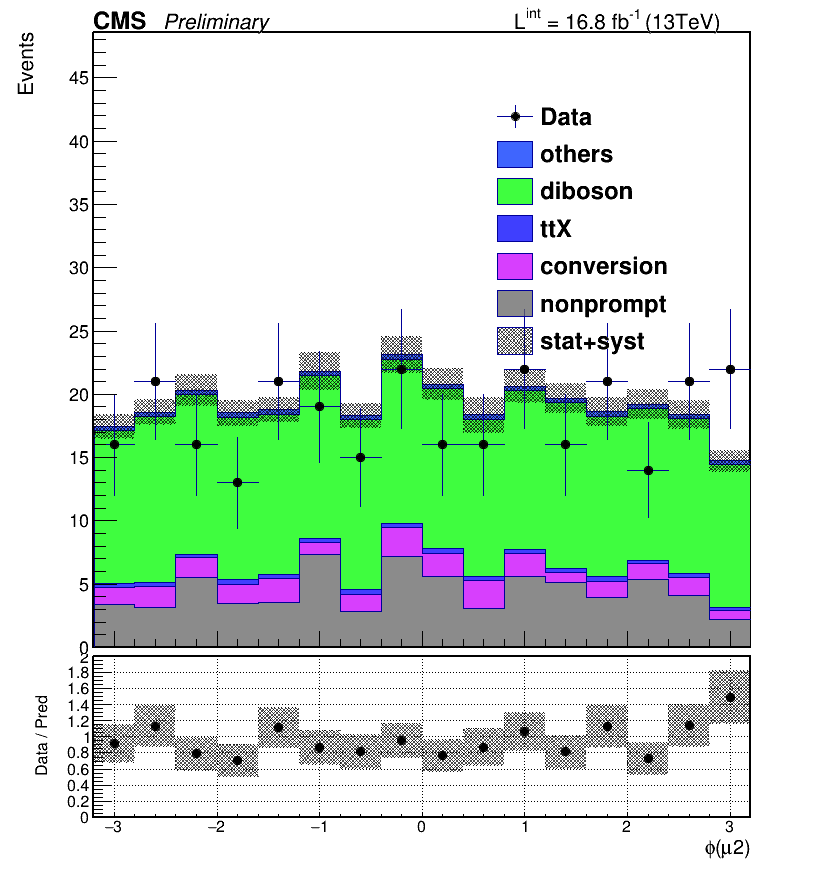 CMS Preliminary L^int = 16.8 fb^-1 (13TeV)
Events
45
40
35
30
25
20
15
10
5
0
Data
others
diboson
ttX
conversion
nonprompt
stat+syst
Data / Pred
2
1.8
1.6
1.4
1.2
1
0.8
0.6
0.4
0.2
0
−3 −2 −1 0 1 2 3
ϕ(μ2)